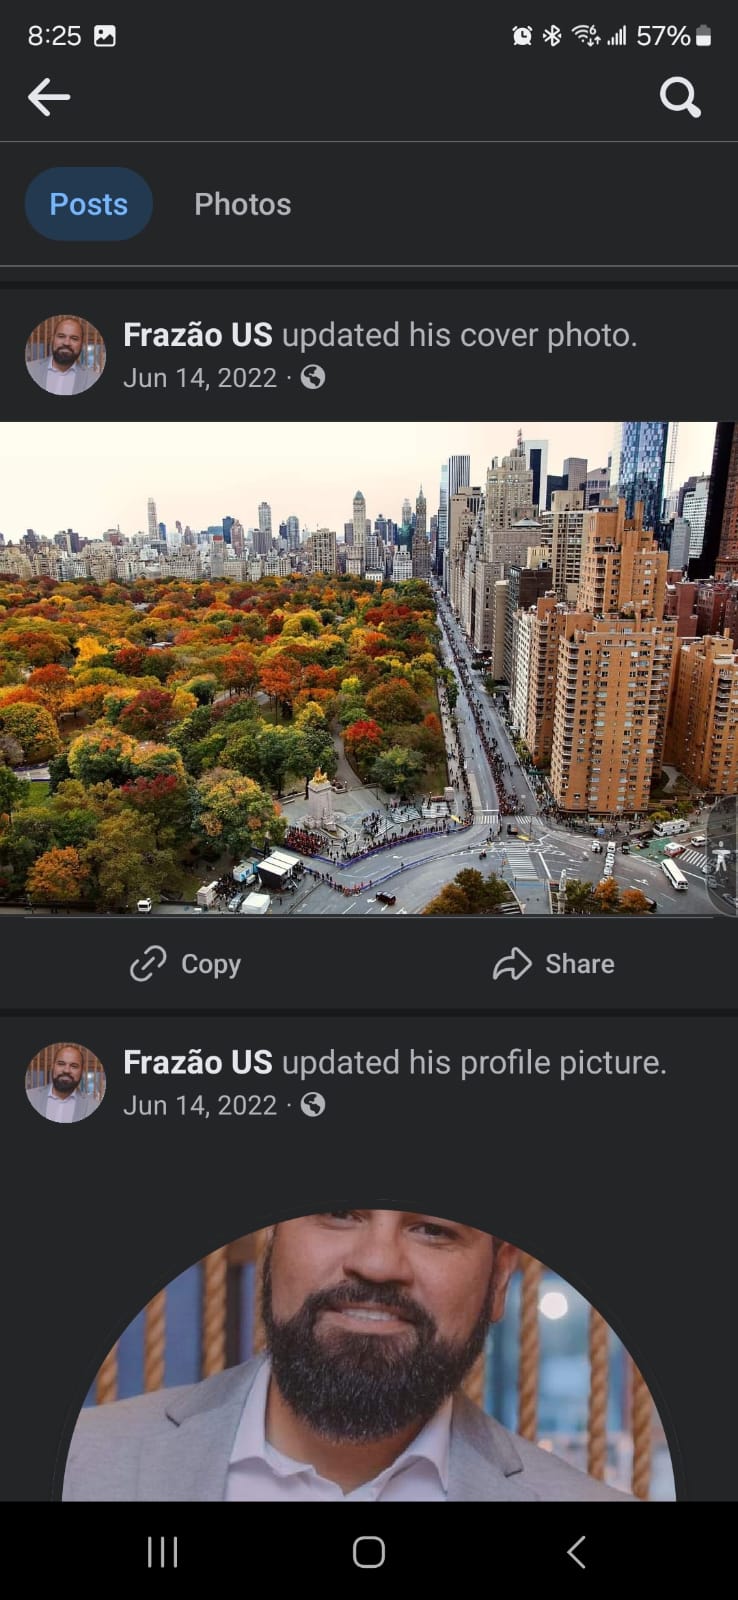 8:25
57%
Posts
Photos
Frazão US updated his cover photo.
Jun 14, 2022 ·
Copy
Share
Frazão US updated his profile picture.
Jun 14, 2022 ·